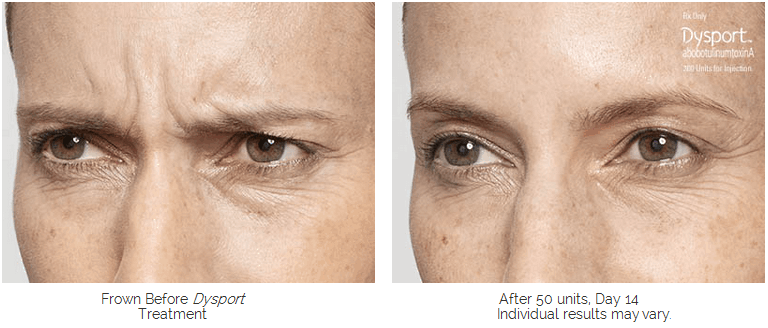 Rx Only
Dysport™
abobotulinumtoxinA
300 Units for Injection
Frown Before Dysport
Treatment
After 50 units, Day 14
Individual results may vary.